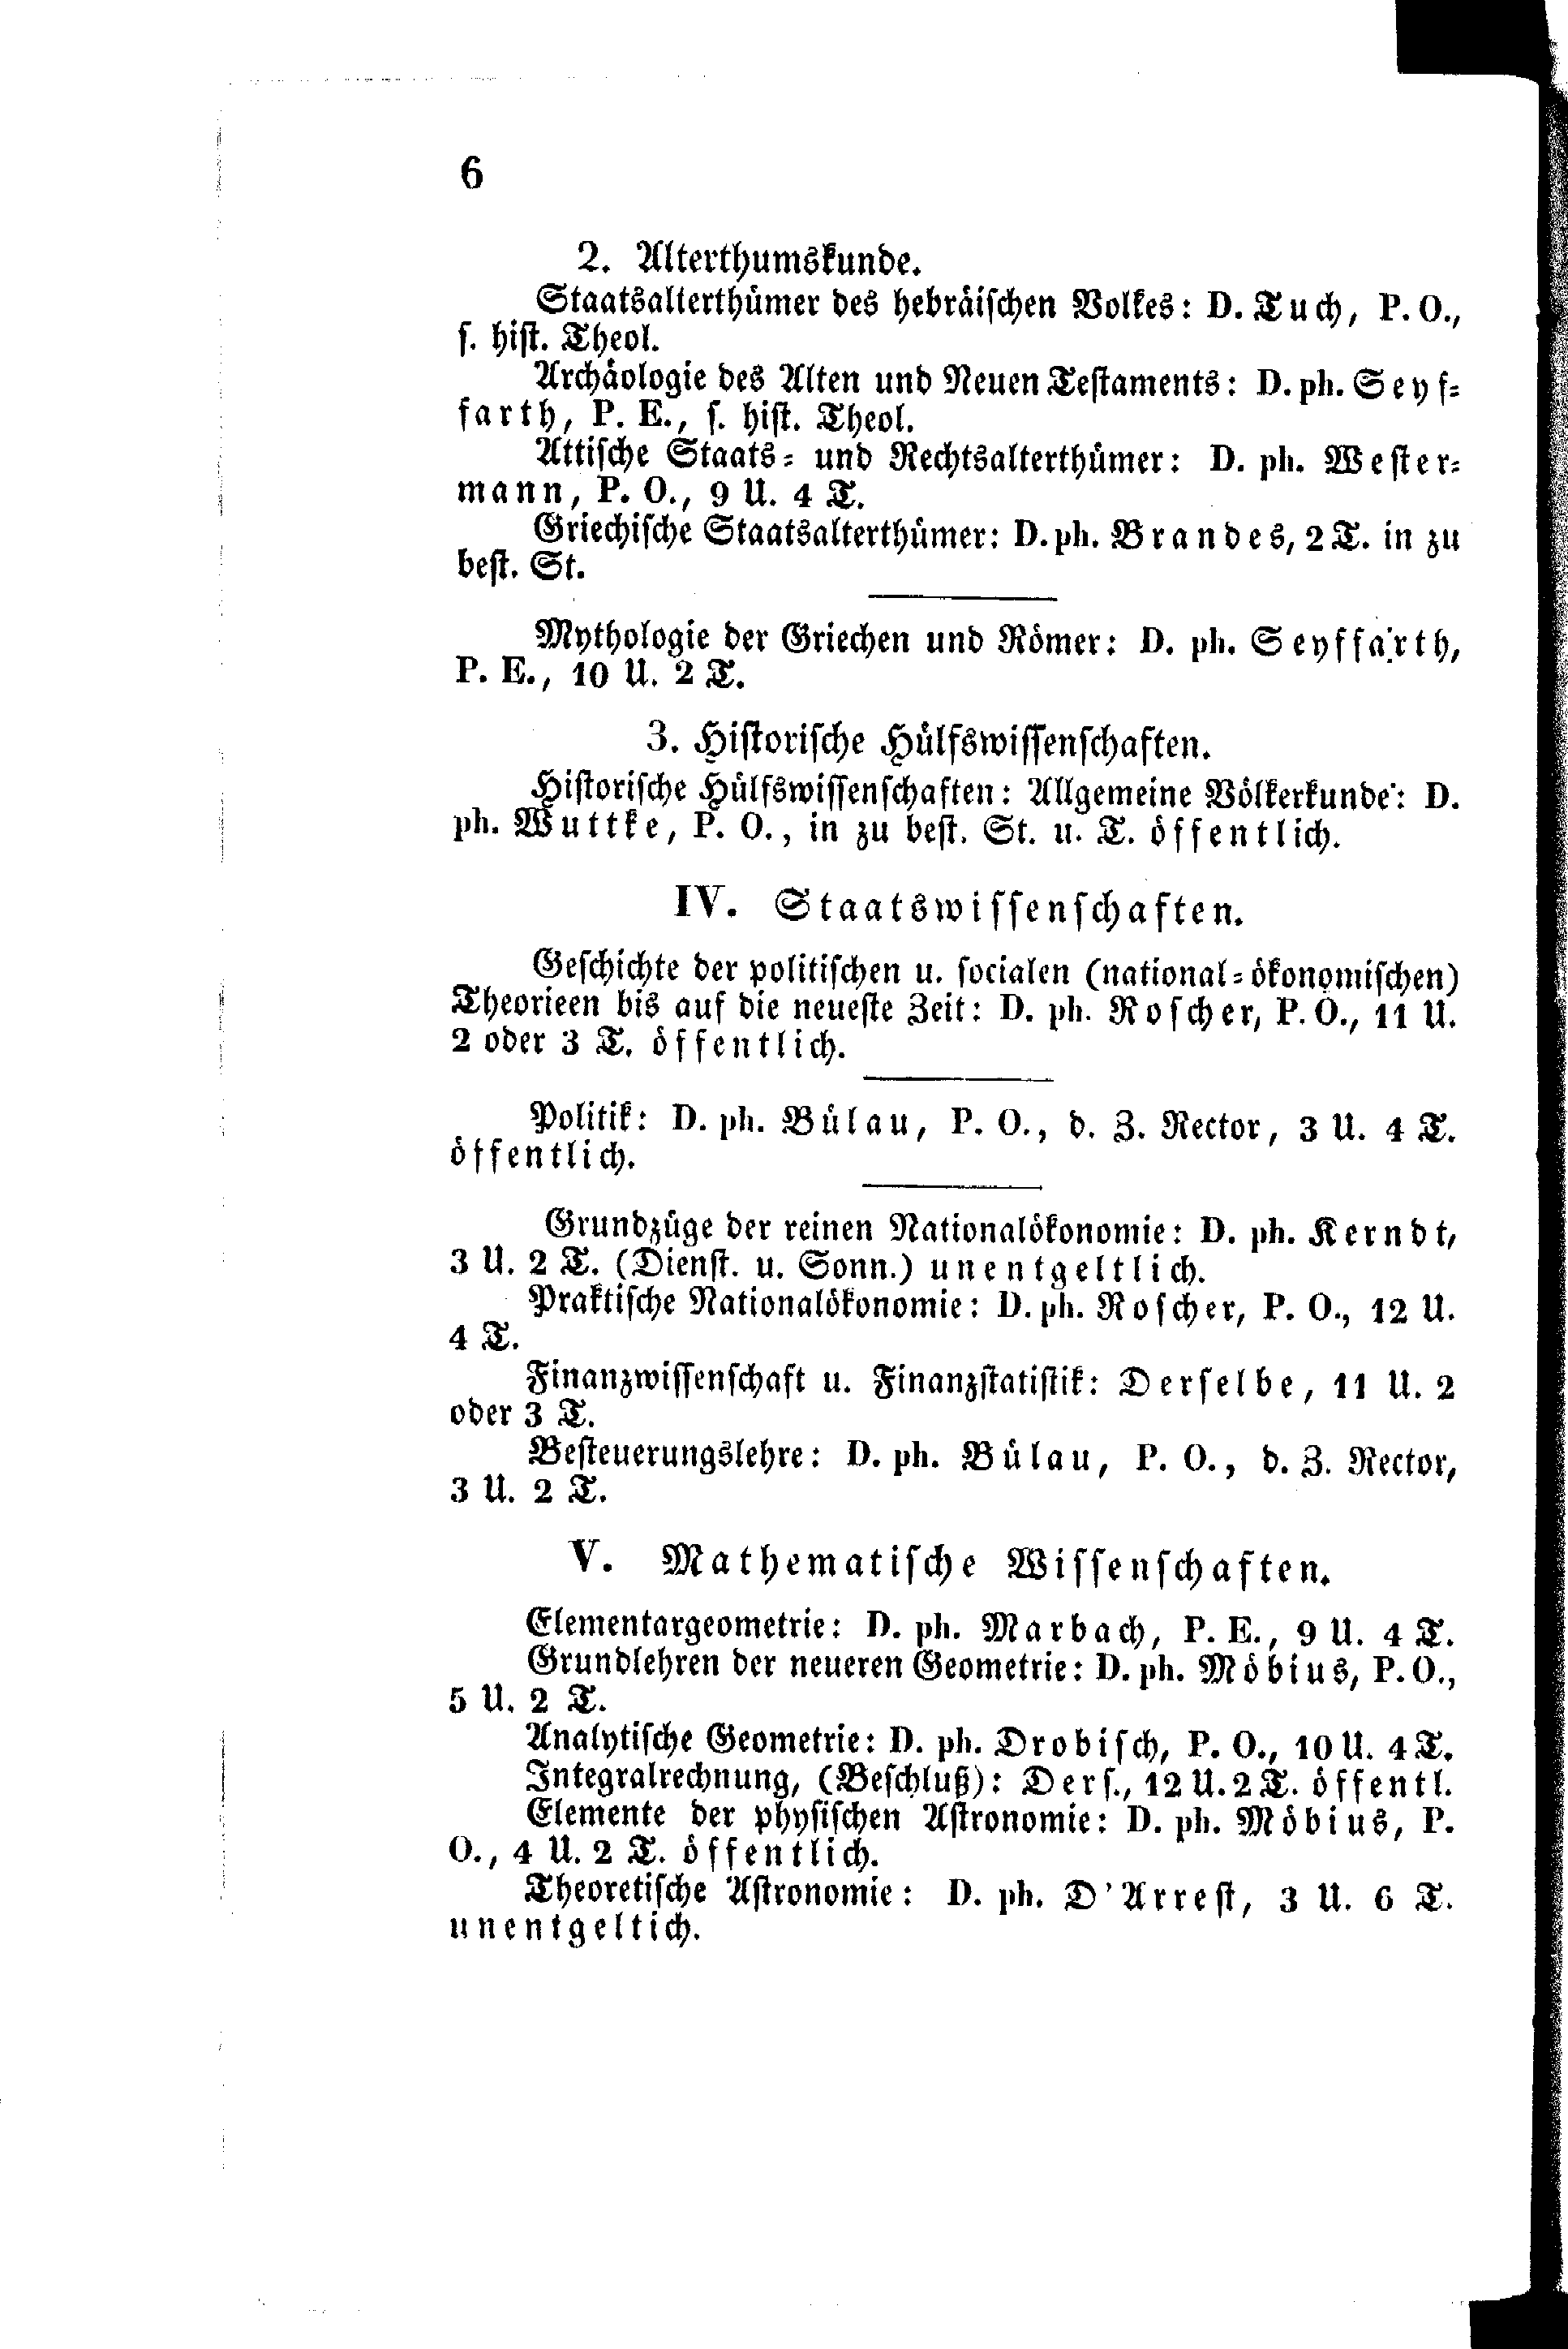 6
2. Alterthumskunde.
Staatsalterthümer des hebräischen Volkes: D. Tuch, P. O.,
s. hist. Theol.
Archäologie des Alten und Neuen Testaments: D. ph. Seyf-
farth, P. E., s. hist. Theol.
Attische Staats- und Rechtsalterthümer: D. ph. Wester-
mann, P. O., 9 U. 4 T.
Griechische Staatsalterthümer: D. ph. Brandes, 2 T. in zu
best. St.
Mythologie der Griechen und Römer: D. ph. Seyffarth,
P. E., 10 U. 2 T.
3. Historische Hülfswissenschaften.
Historische Hülfswissenschaften: Allgemeine Völkerkunde: D.
ph. Wuttke, P. O., in zu best. St. u. T. öffentlich.
IV. Staatswissenschaften.
Geschichte der politischen u. socialen (national-ökonomischen)
Theorieen bis auf die neueste Zeit: D. ph. Roscher, P. O., 11 U.
2 oder 3 T. öffentlich.
Politik: D. ph. Bülau, P. O., d. Z. Rector, 3 U. 4 T.
öffentlich.
Grundzüge der reinen Nationalökonomie: D. ph. Kerndt,
3 U. 2 T. (Dienst. u. Sonn.) unentgeltlich.
Praktische Nationalökonomie: D. ph. Roscher, P. O., 12 U.
4 T.
Finanzwissenschaft u. Finanzstatistik: Derselbe, 11 U. 2
oder 3 T.
Besteuerungslehre: D. ph. Bülau, P. O., d. Z. Rector,
3 U. 2 T.
V. Mathematische Wissenschaften.
Elementargeometrie: D. ph. Marbach, P. E., 9 U. 4 T.
Grundlehren der neueren Geometrie: D. ph. Möbius, P. O.,
5 U. 2 T.
Analytische Geometrie: D. ph. Drobisch, P. O., 10 U. 4 T.
Integralrechnung, (Beschluß): Ders., 12 U. 2 T. öffentl.
Elemente der physischen Astronomie: D. ph. Möbius, P.
O., 4 U. 2 T. öffentlich.
Theoretische Astronomie: D. ph. D'Arrest, 3 U. 6 T.
unentgeltich.